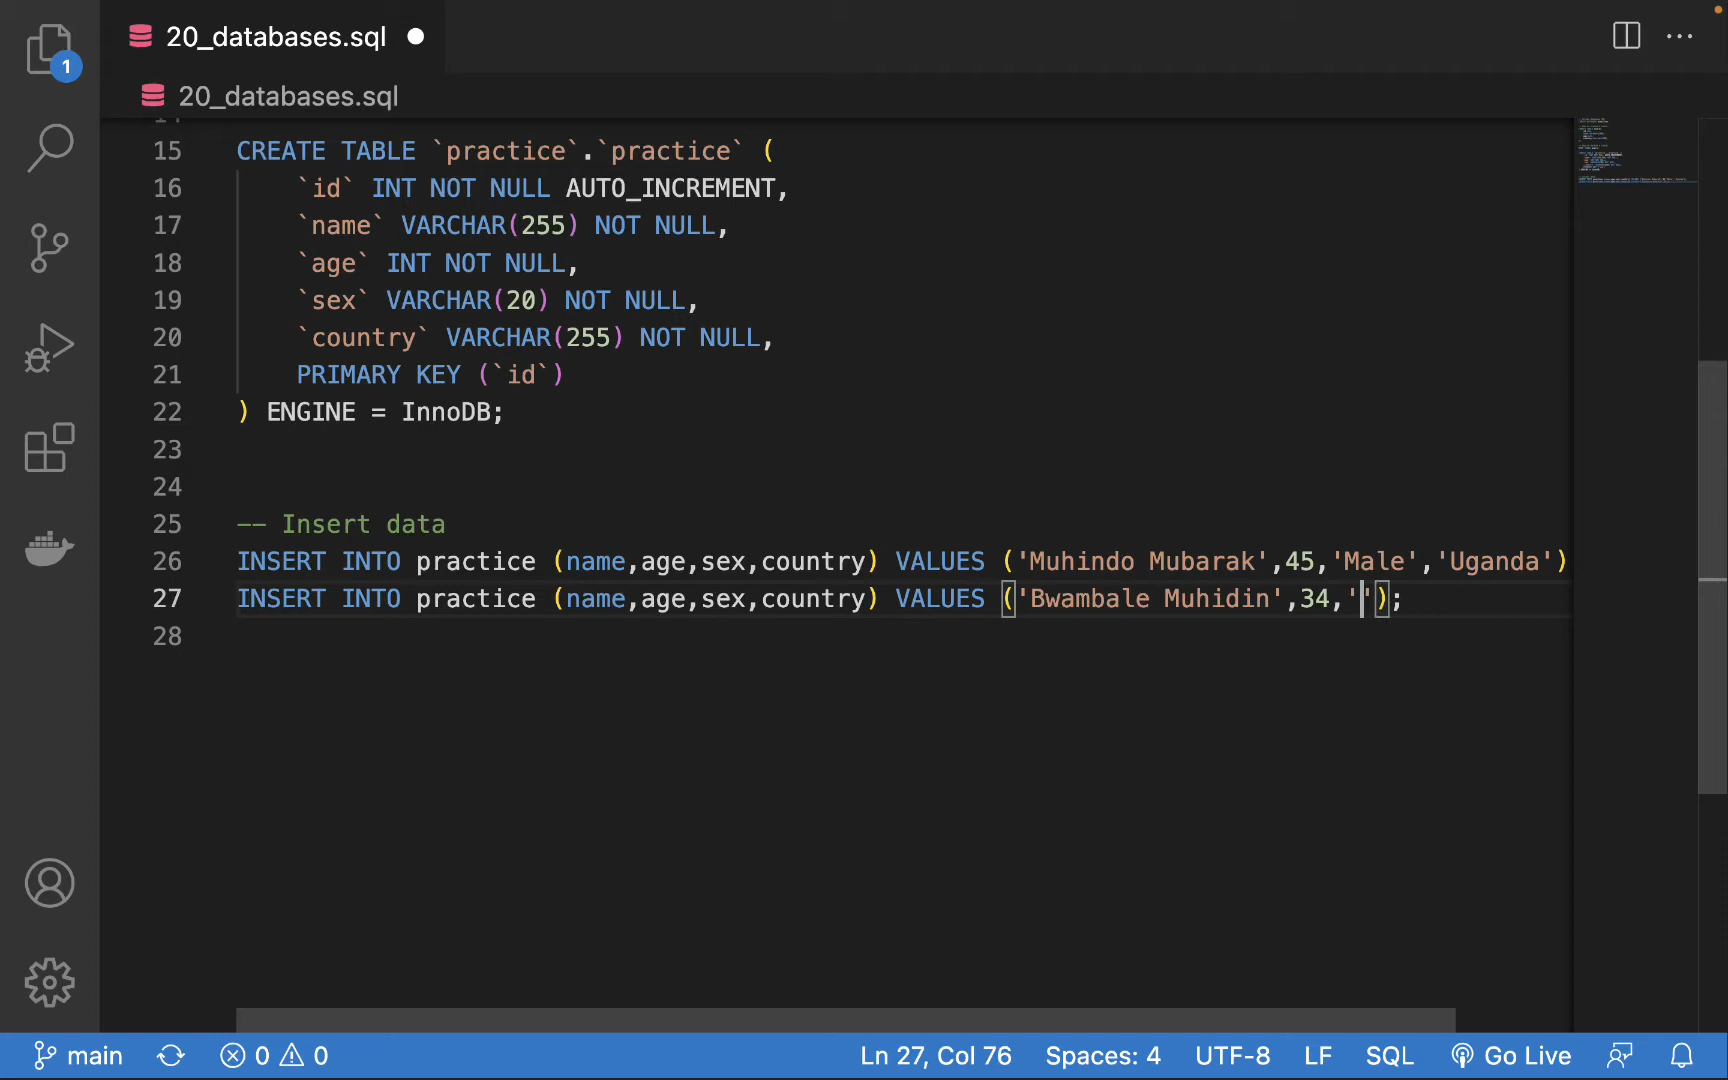 20_databases.sql
1
20_databases.sql
15 CREATE TABLE `practice`.`practice` (
16 `id` INT NOT NULL AUTO_INCREMENT,
17 `name` VARCHAR(255) NOT NULL,
18 `age` INT NOT NULL,
19 `sex` VARCHAR(20) NOT NULL,
20 `country` VARCHAR(255) NOT NULL,
21 PRIMARY KEY (`id`)
22 ) ENGINE = InnoDB;
23
24
25 -- Insert data
26 INSERT INTO practice (name,age,sex,country) VALUES ('Muhindo Mubarak',45,'Male','Uganda')
27 INSERT INTO practice (name,age,sex,country) VALUES ('Bwambale Muhidin',34,'');
28
main 0 0 Ln 27, Col 76 Spaces: 4 UTF-8 LF SQL Go Live